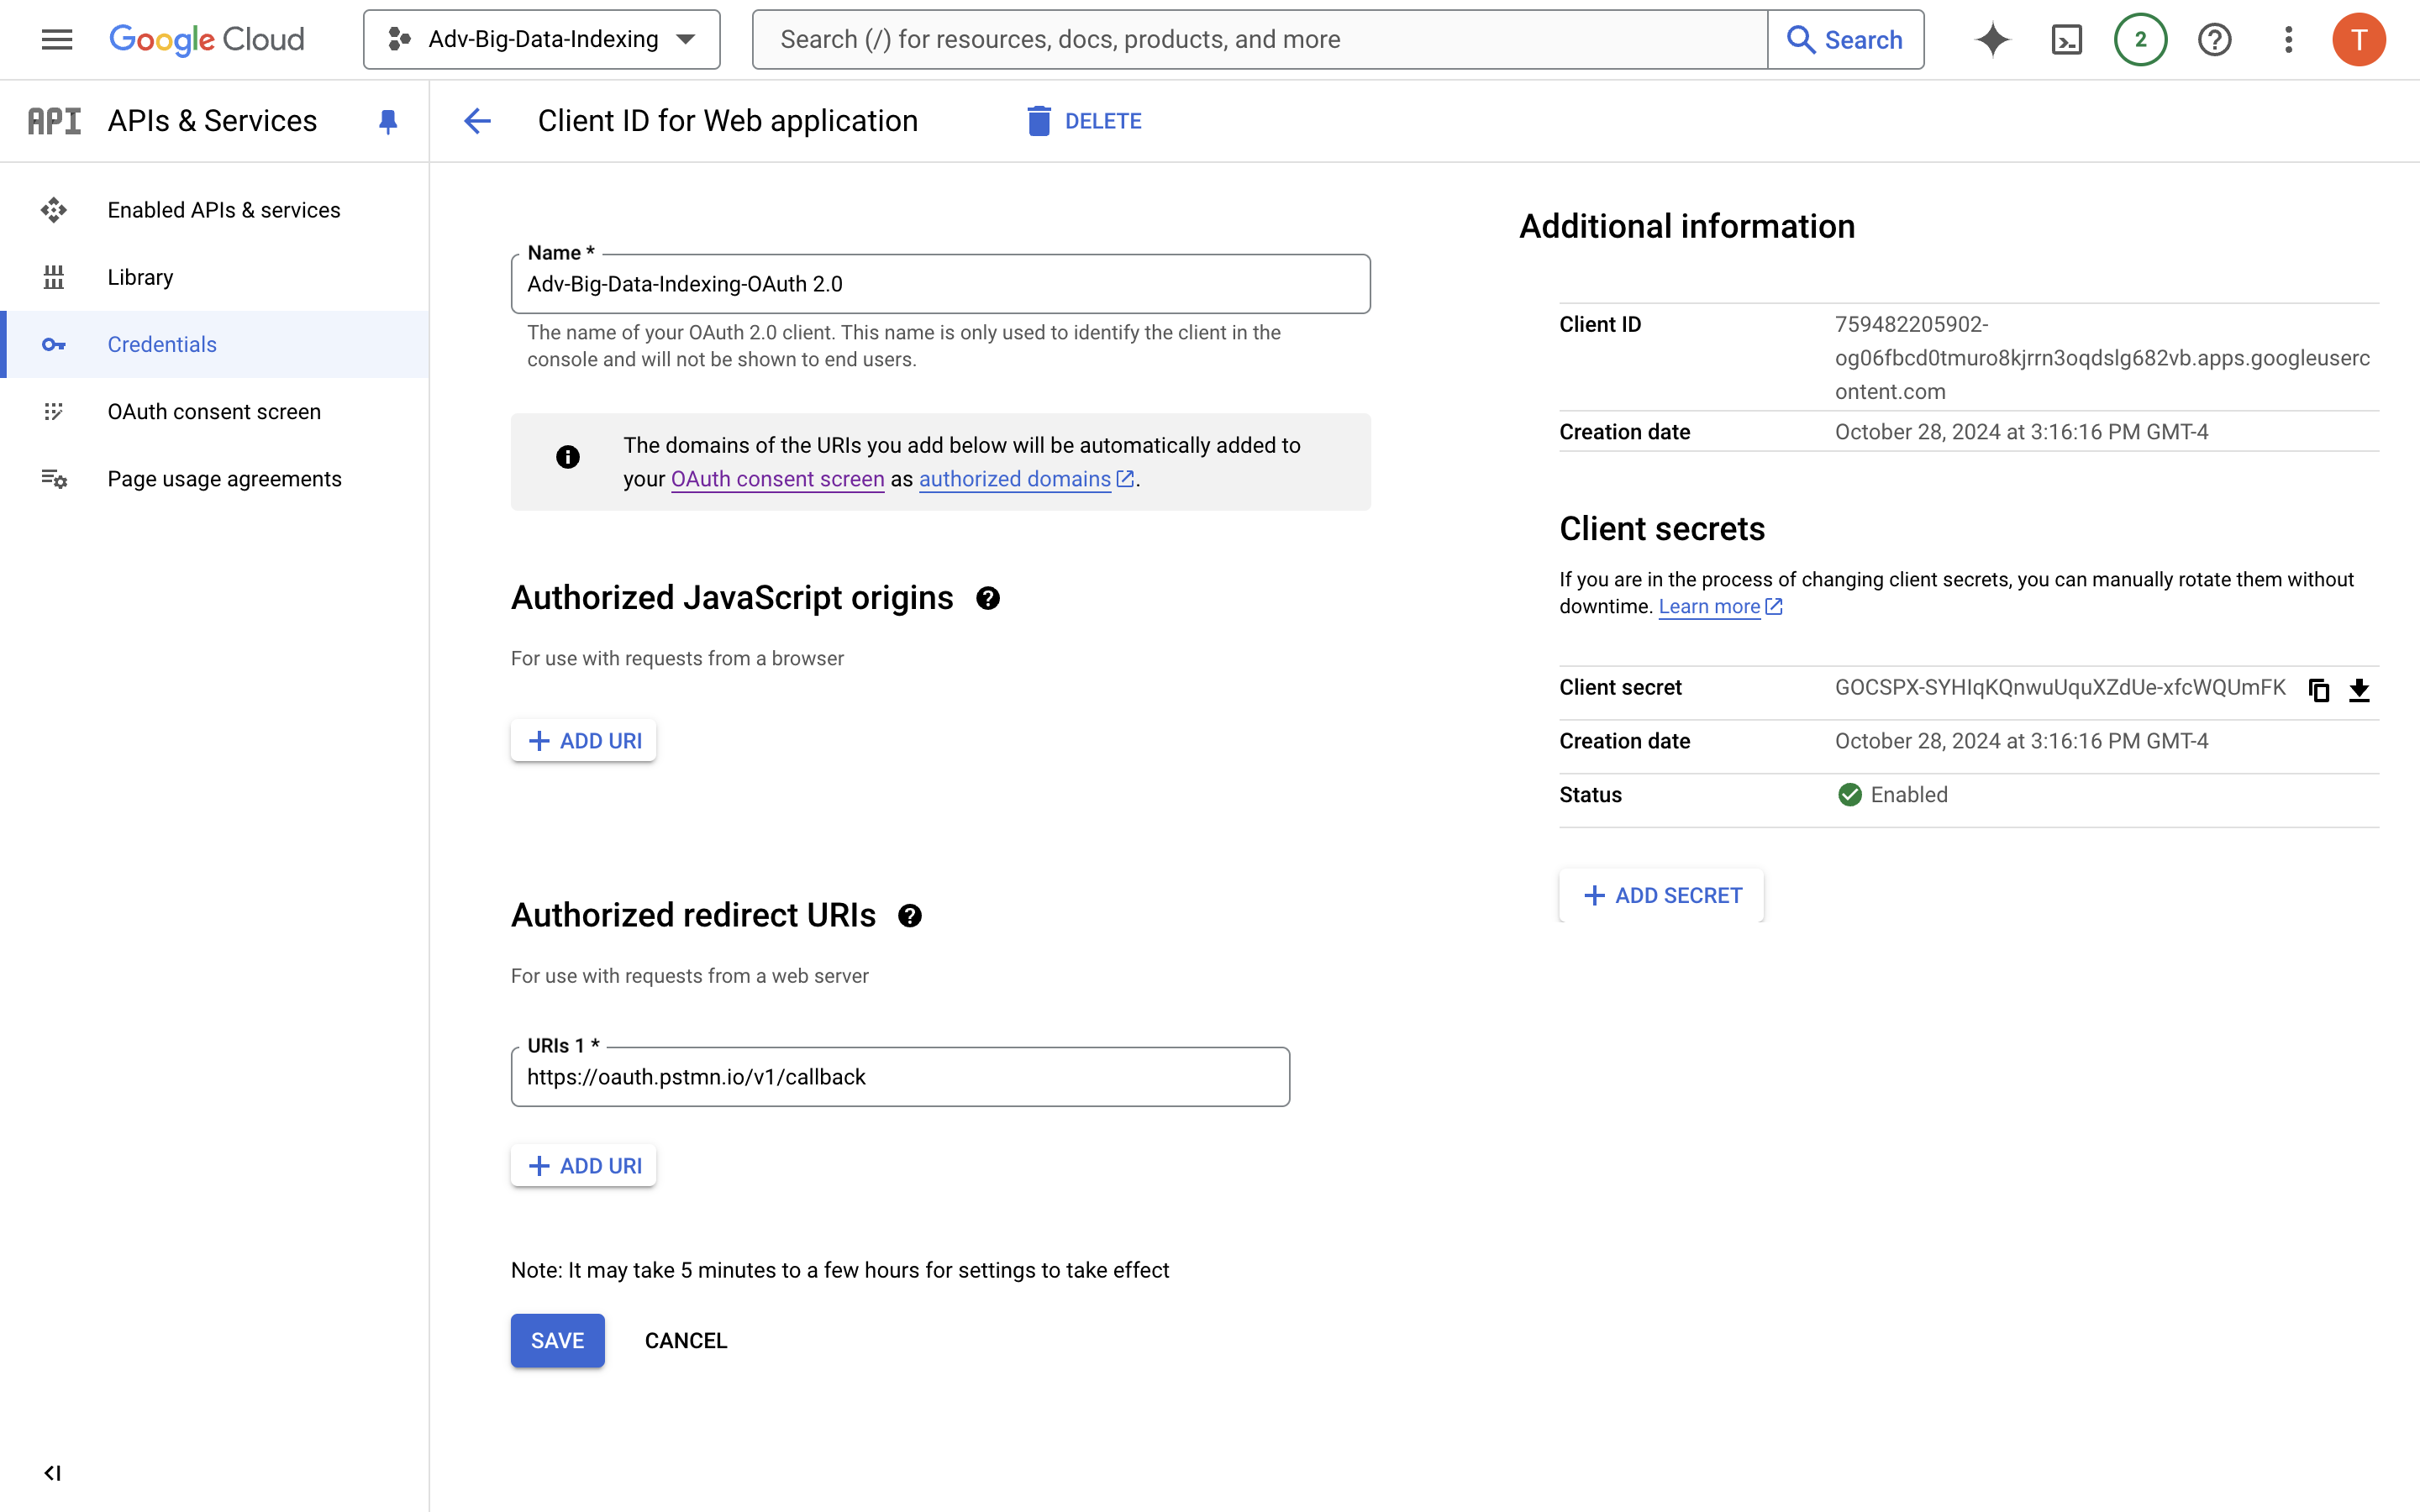 Google Cloud
Adv-Big-Data-Indexing
Search (/) for resources, docs, products, and more
Search
2
T
API
APIs & Services
Client ID for Web application
DELETE
Enabled APIs & services
Library
Credentials
OAuth consent screen
Page usage agreements
Name *
Adv-Big-Data-Indexing-OAuth 2.0
The name of your OAuth 2.0 client. This name is only used to identify the client in the
console and will not be shown to end users.
The domains of the URIs you add below will be automatically added to
your OAuth consent screen as authorized domains.
Authorized JavaScript origins
For use with requests from a browser
ADD URI
Authorized redirect URIs
For use with requests from a web server
URIs 1 *
https://oauth.pstmn.io/v1/callback
ADD URI
Note: It may take 5 minutes to a few hours for settings to take effect
SAVE
CANCEL
Additional information
Client ID
759482205902-
og06fbcd0tmuro8kjrrn3oqdslg682vb.apps.googleuserc
ontent.com
Creation date
October 28, 2024 at 3:16:16 PM GMT-4
Client secrets
If you are in the process of changing client secrets, you can manually rotate them without
downtime. Learn more
Client secret
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
Creation date
October 28, 2024 at 3:16:16 PM GMT-4
Status
Enabled
ADD SECRET